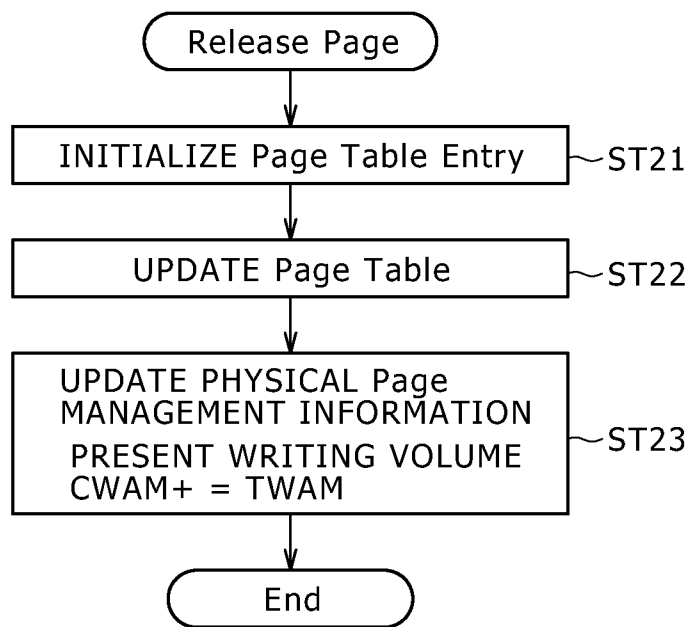 Release Page
INITIALIZE Page Table Entry
ST21
UPDATE Page Table
ST22
UPDATE PHYSICAL Page
MANAGEMENT INFORMATION
PRESENT WRITING VOLUME
CWAM+ = TWAM
ST23
End